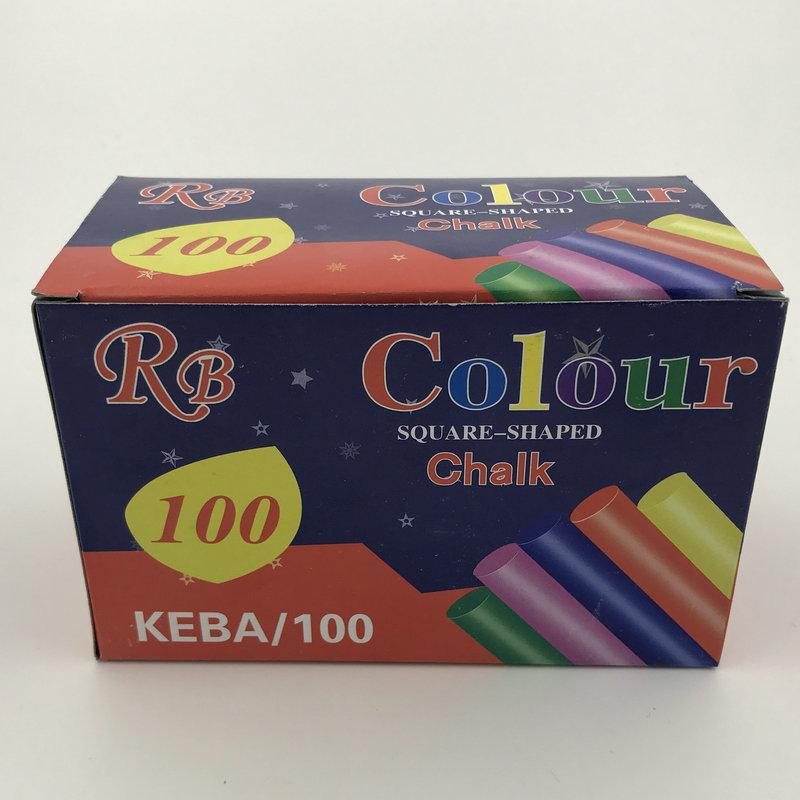 RB
Colour
SQUARE-SHAPED
Chalk
100
RB
Colour
SQUARE-SHAPED
Chalk
100
KEBA/100